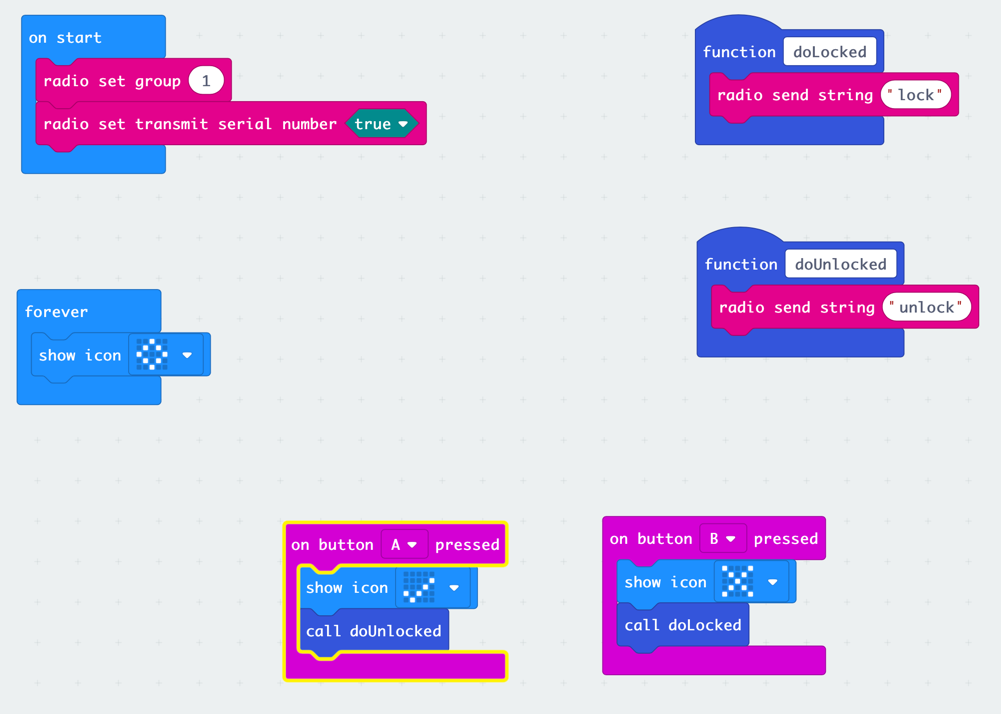 on start
radio set group 1
radio set transmit serial number true
function doLocked
radio send string "lock"
function doUnlocked
radio send string "unlock"
forever
show icon
on button A pressed
show icon
call doUnlocked
on button B pressed
show icon
call doLocked